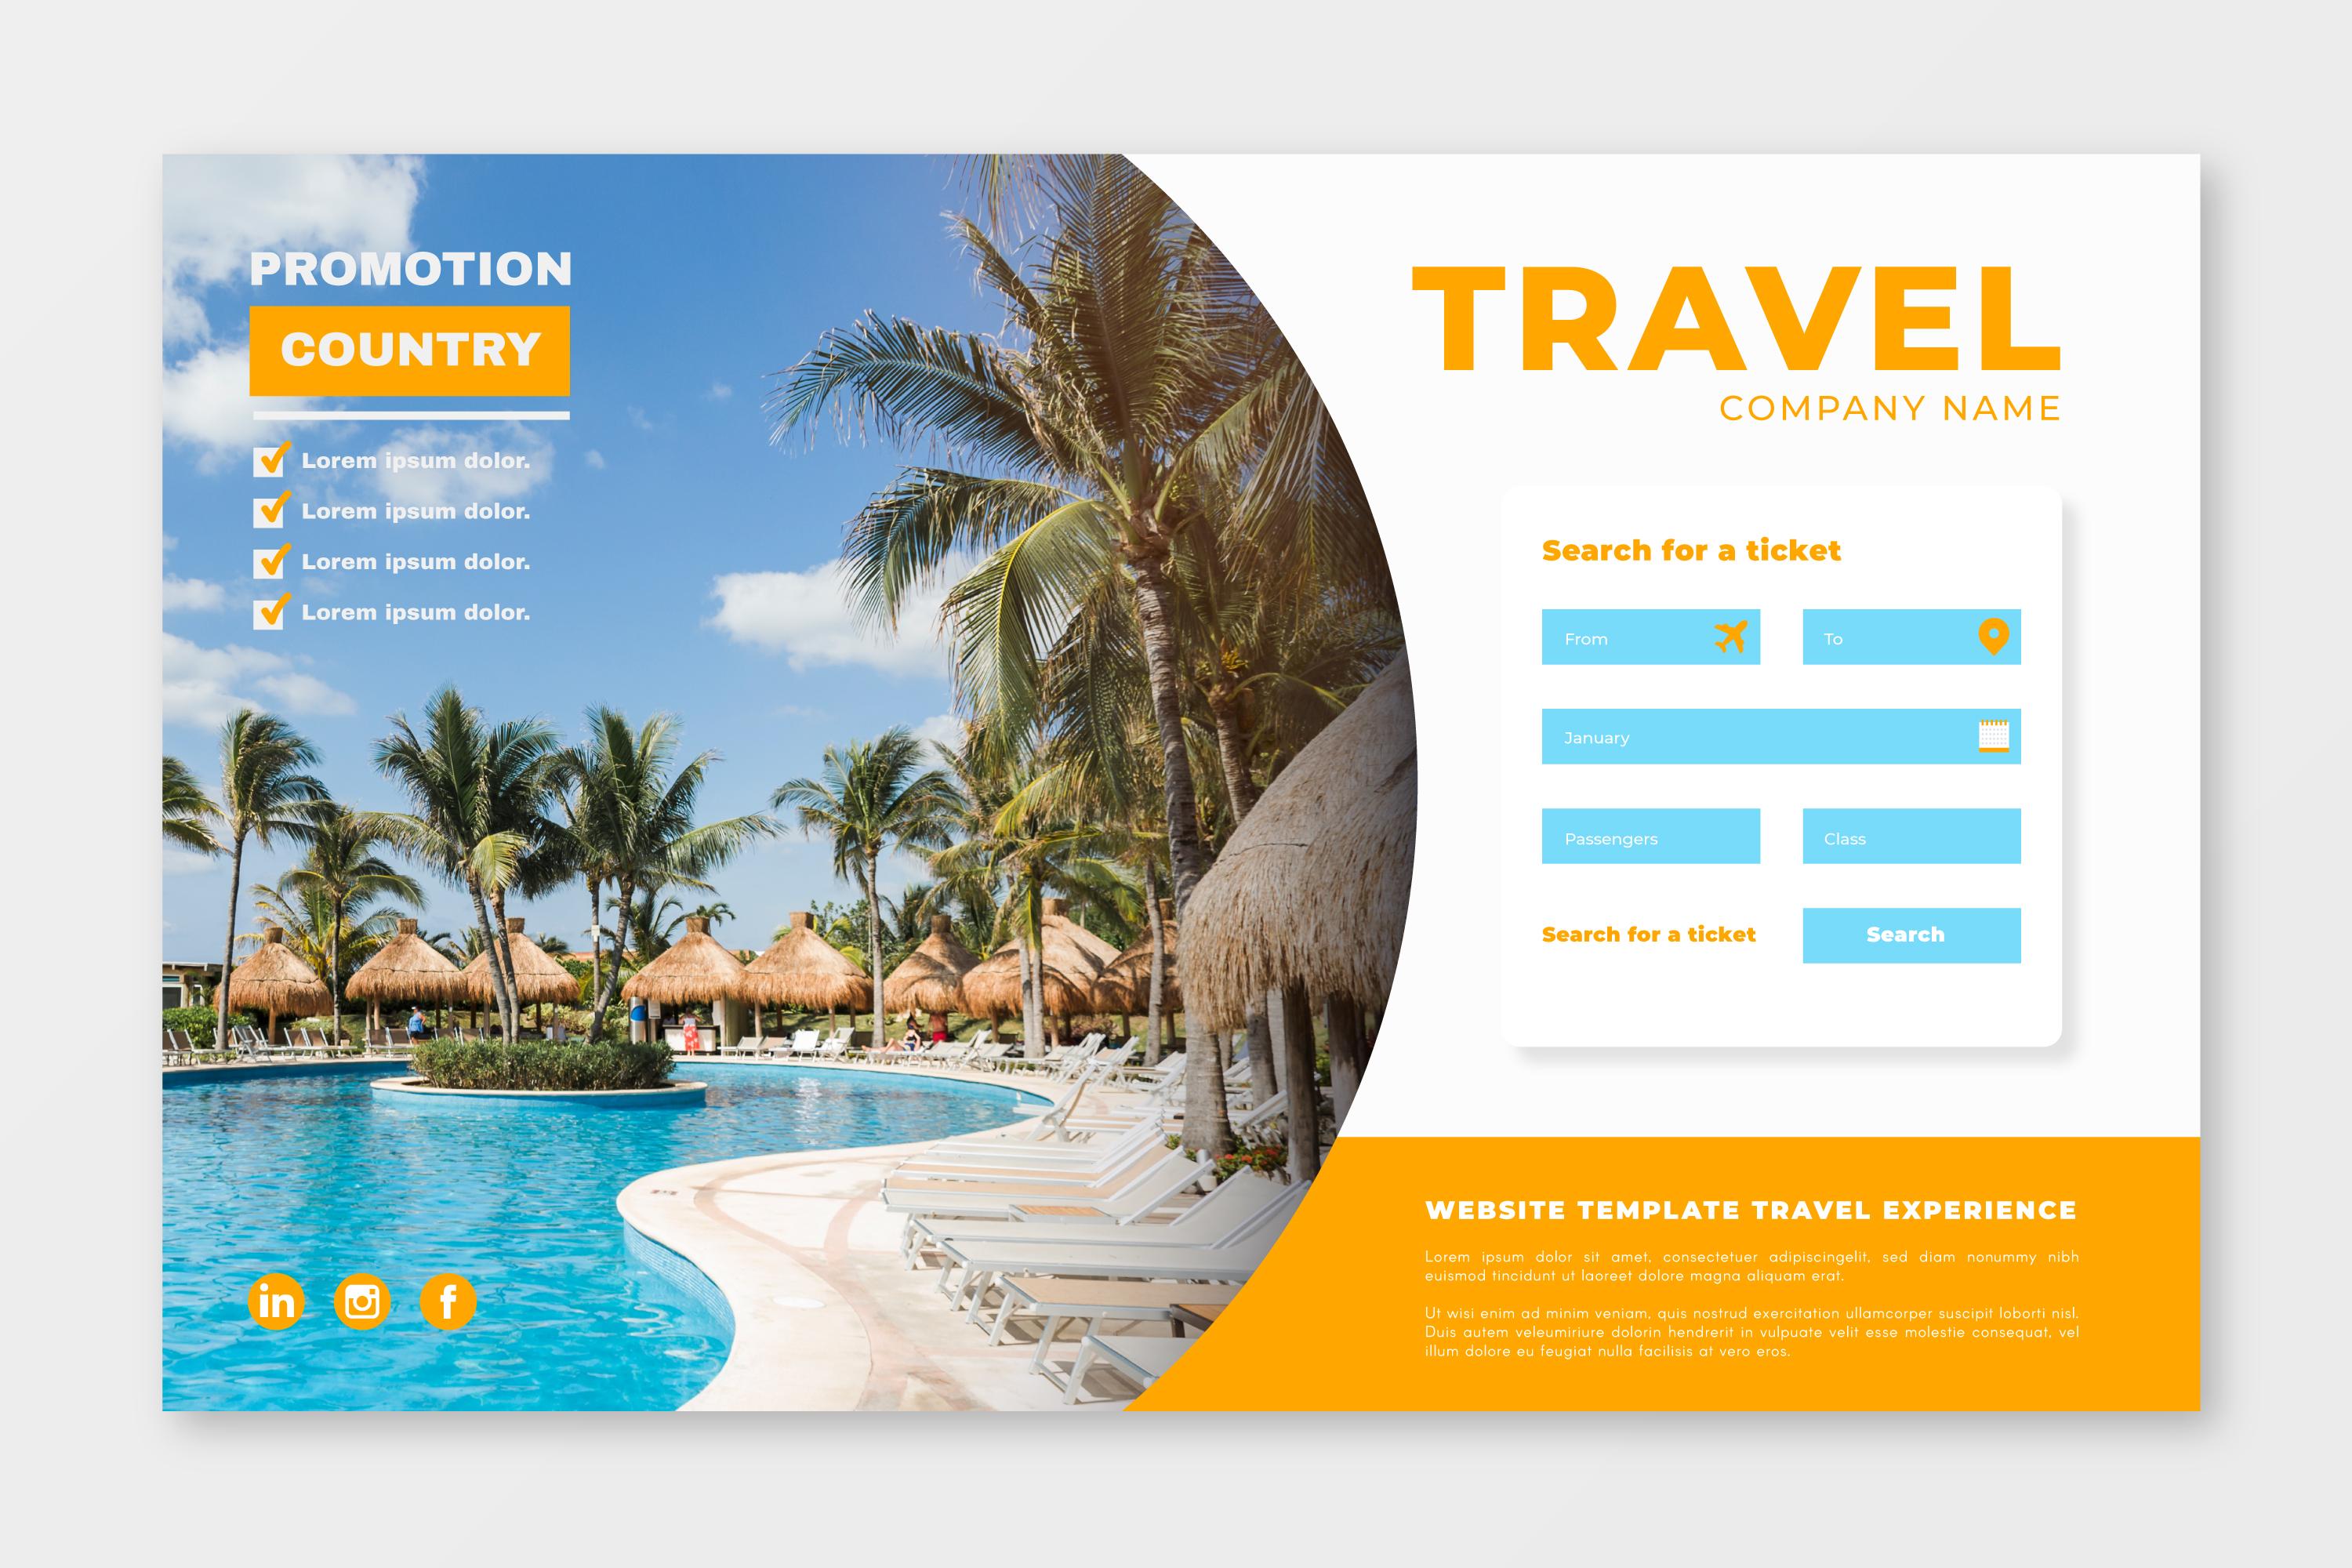 PROMOTION
COUNTRY
Lorem ipsum dolor.
Lorem ipsum dolor.
Lorem ipsum dolor.
Lorem ipsum dolor.
in
f
TRAVEL
COMPANY NAME
Search for a ticket
From
To
January
Passengers
Class
Search for a ticket
Search
WEBSITE TEMPLATE TRAVEL EXPERIENCE
Lorem ipsum dolor sit amet, consectetuer adipiscingelit, sed diam nonummy nibh
euismod tincidunt ut laoreet dolore magna aliquam erat.
Ut wisi enim ad minim veniam, quis nostrud exercitation ullamcorper suscipit loborti nisl.
Duis autem veleumiriure dolorin hendrerit in vulpuate velit esse molestie consequat, vel
illum dolore eu feugiat nulla facilisis at vero eros.